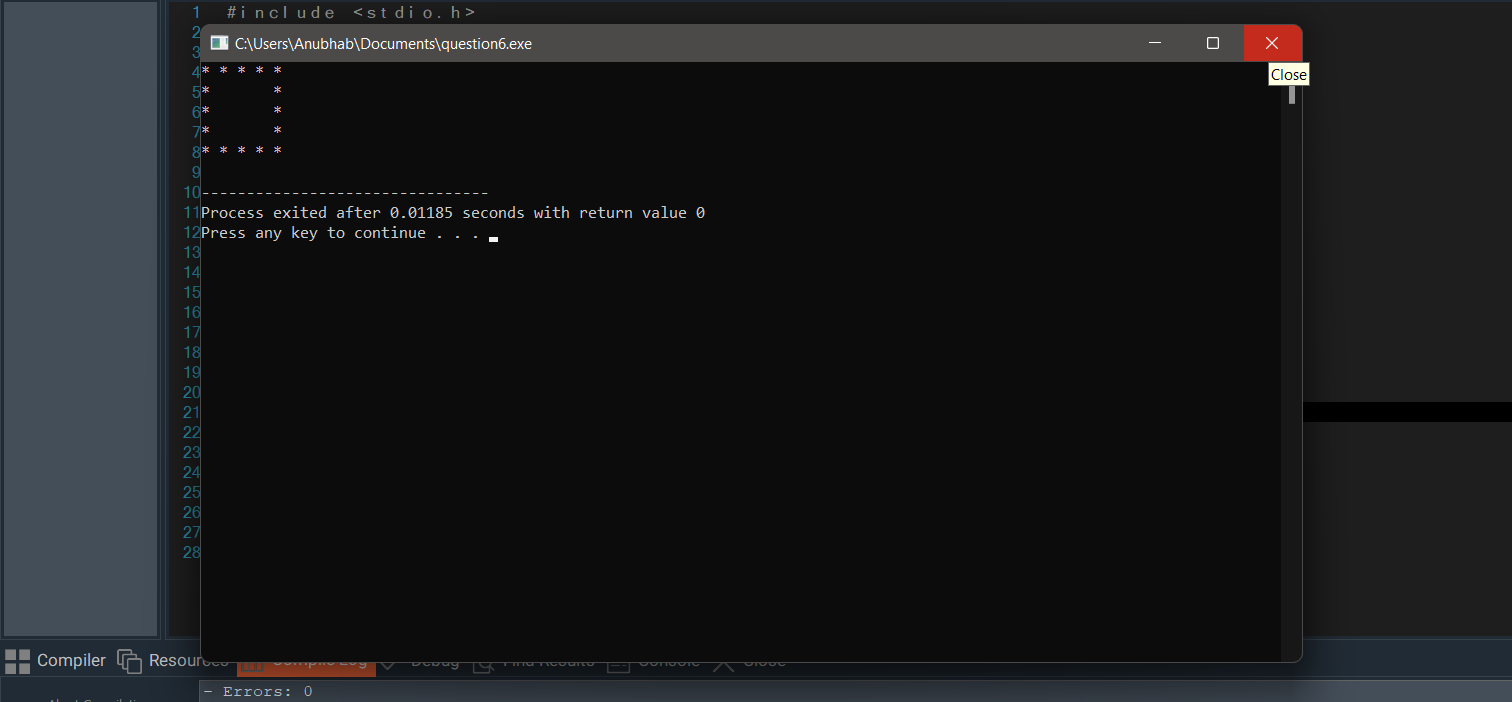 1 #include <stdio.h>
2
C:\Users\Anubhab\Documents\question6.exe
3
Close
4 * * * * *
5 *       *
6 *       *
7 *       *
8 * * * * *
9
10 --------------------------------
11 Process exited after 0.01185 seconds with return value 0
12 Press any key to continue . . .
13
14
15
16
17
18
19
20
21
22
23
24
25
26
27
28
Compiler Resources Compile Log Debug Find Results Console Close
- Errors: 0